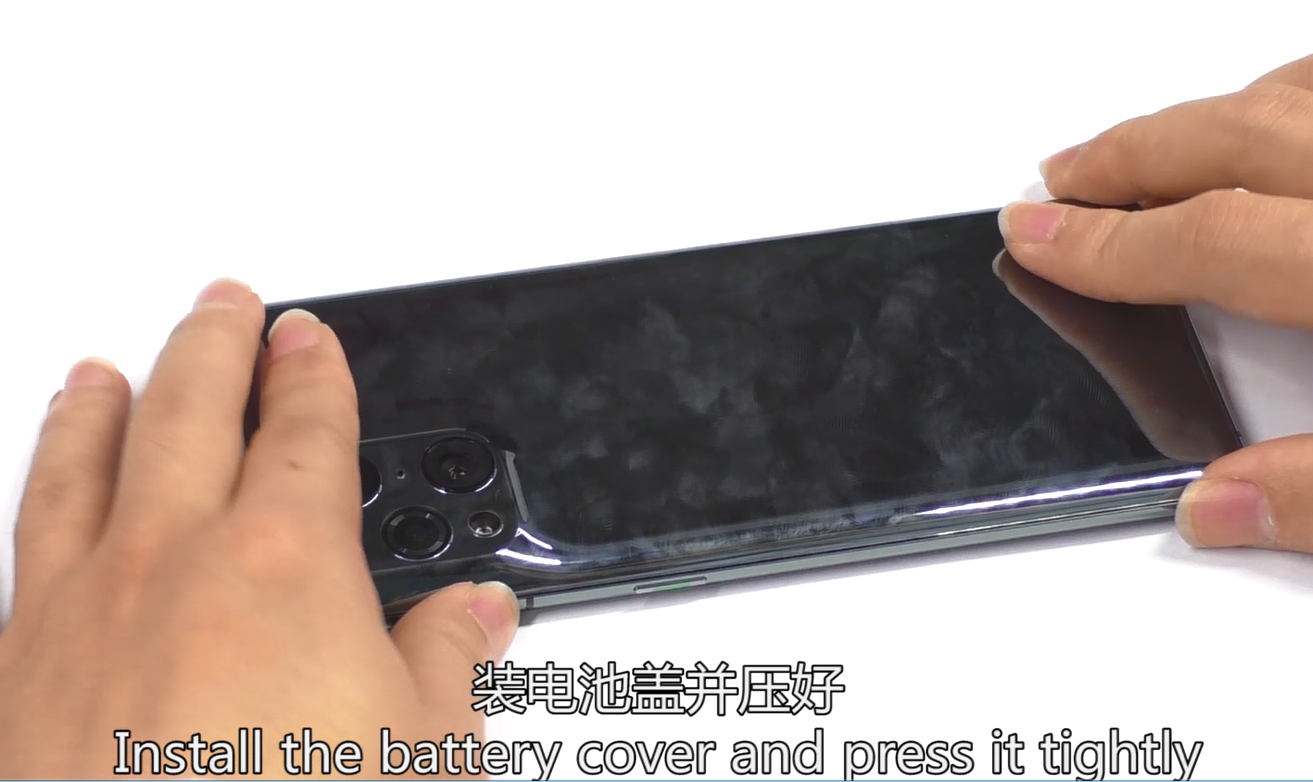 装电池盖并压好
Install the battery cover and press it tightly